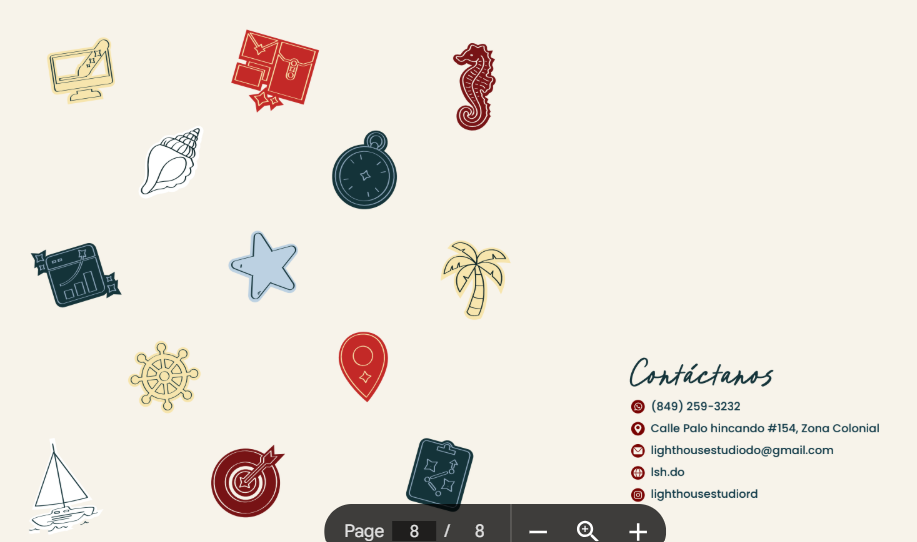 Contáctanos
(849) 259-3232
Calle Palo hincando #154, Zona Colonial
lighthousestudiodo@gmail.com
lsh.do
lighthousestudiord
Page 8 / 8